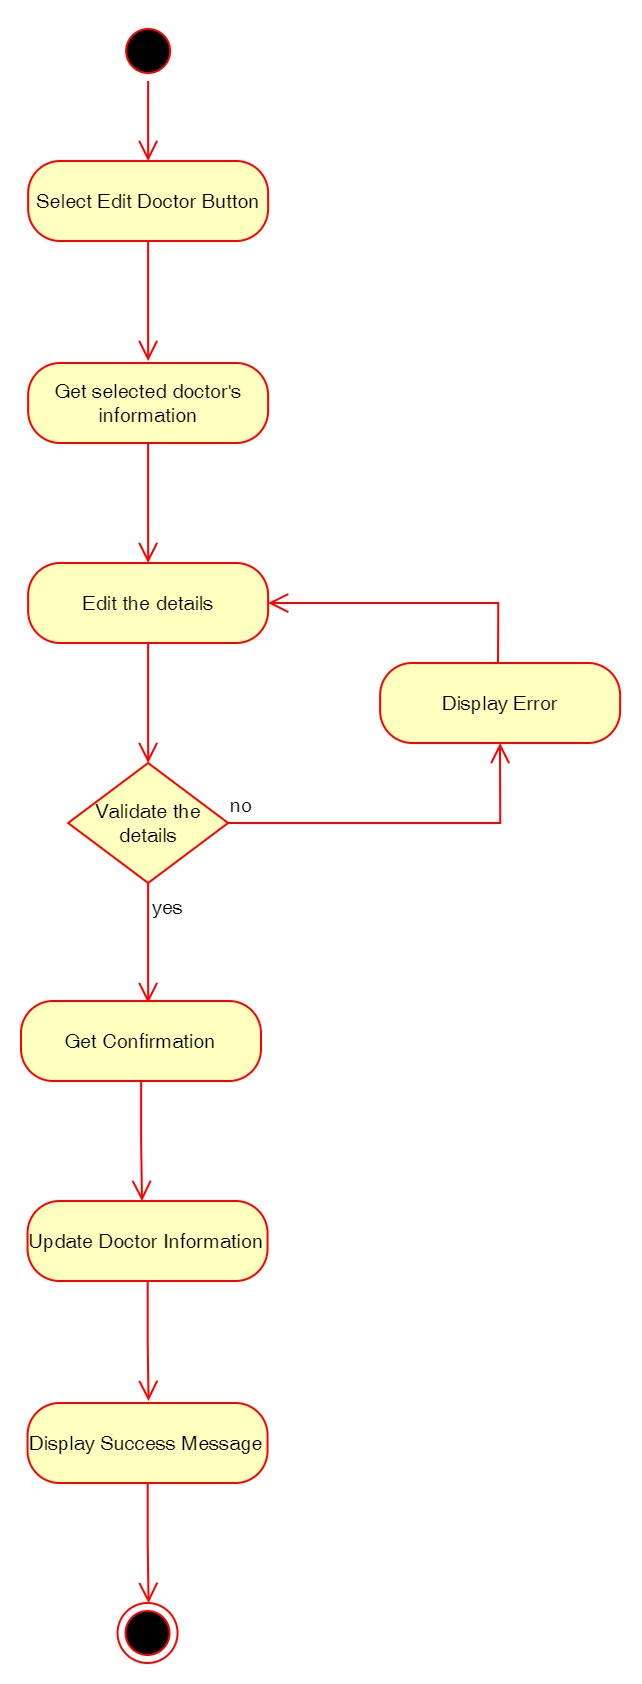 Select Edit Doctor Button
Get selected doctor's
information
Edit the details
Display Error
Validate the
details
no
yes
Get Confirmation
Update Doctor Information
Display Success Message